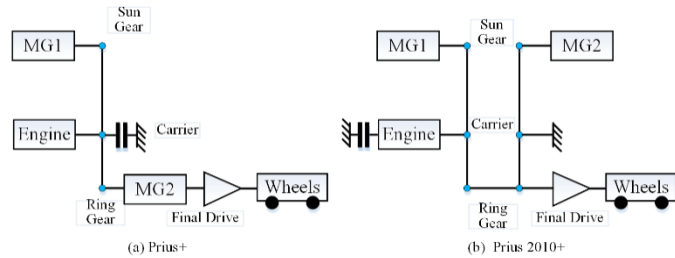 Sun
Gear
MG1
Engine
Carrier
Ring
Gear
MG2
Final Drive
Wheels
(a) Prius+
MG1
Sun
Gear
MG2
Engine
Carrier
Ring
Gear
Final Drive
Wheels
(b) Prius 2010+